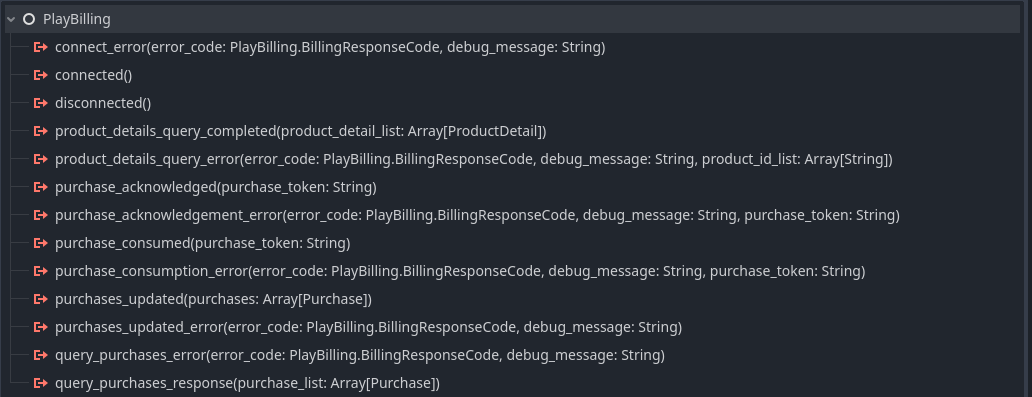 PlayBilling
connect_error(error_code: PlayBilling.BillingResponseCode, debug_message: String)
connected()
disconnected()
product_details_query_completed(product_detail_list: Array[ProductDetail])
product_details_query_error(error_code: PlayBilling.BillingResponseCode, debug_message: String, product_id_list: Array[String])
purchase_acknowledged(purchase_token: String)
purchase_acknowledgement_error(error_code: PlayBilling.BillingResponseCode, debug_message: String, purchase_token: String)
purchase_consumed(purchase_token: String)
purchase_consumption_error(error_code: PlayBilling.BillingResponseCode, debug_message: String, purchase_token: String)
purchases_updated(purchases: Array[Purchase])
purchases_updated_error(error_code: PlayBilling.BillingResponseCode, debug_message: String)
query_purchases_error(error_code: PlayBilling.BillingResponseCode, debug_message: String)
query_purchases_response(purchase_list: Array[Purchase])